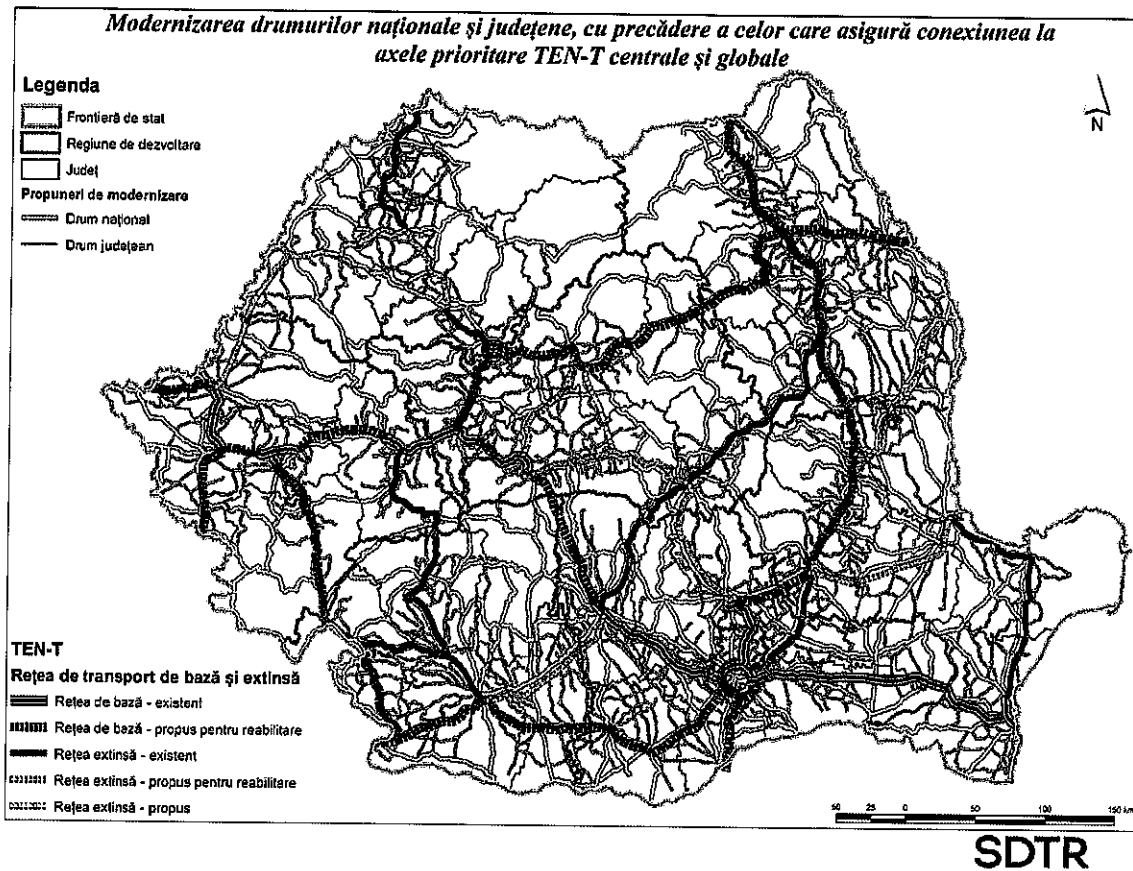 Modernizarea drumurilor naționale și județene, cu precădere a celor care asigură conexiunea la
axele prioritare TEN-T centrale și globale
Legenda
Frontieră de stat
Regiune de dezvoltare
Județ
Propuneri de modernizare
Drum național
Drum județean
N
TEN-T
Rețea de transport de bază și extinsă
Rețea de bază - existent
Rețea de bază - propus pentru reabilitare
Rețea extinsă - existent
Rețea extinsă - propus pentru reabilitare
Rețea extinsă - propus
50 25 0 50 100 150 km
SDTR